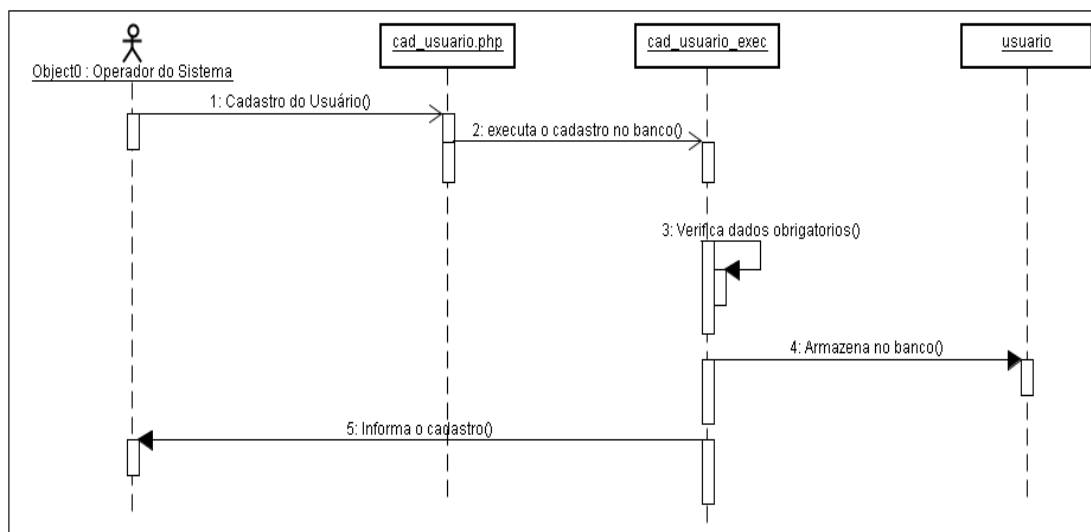 cad_usuario.php
cad_usuario_exec
usuario
Object0 : Operador do Sistema
1: Cadastro do Usuário()
2: executa o cadastro no banco()
3: Verifica dados obrigatorios()
4: Armazena no banco()
5: Informa o cadastro()